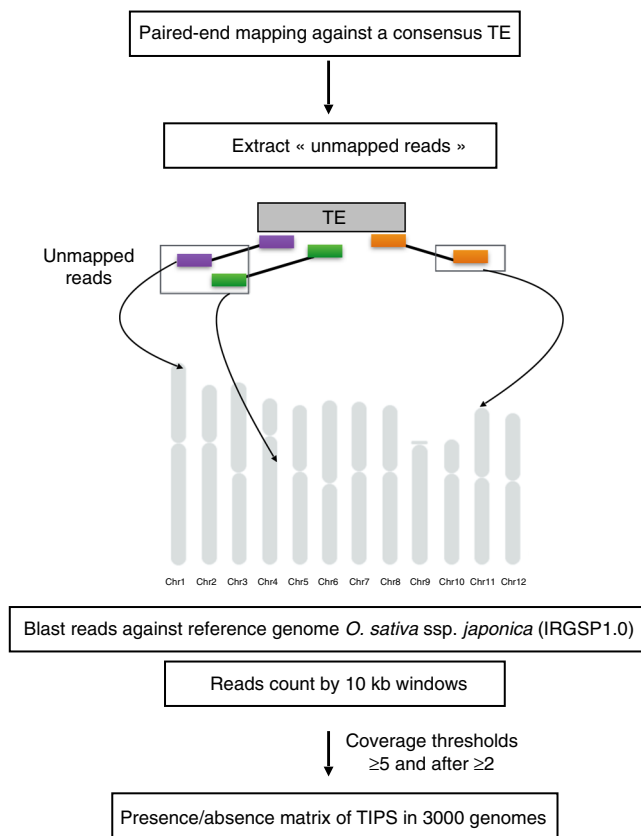 Paired-end mapping against a consensus TE
Extract « unmapped reads »
TE
Unmapped
reads
Chr1 Chr2 Chr3 Chr4 Chr5 Chr6 Chr7 Chr8 Chr9 Chr10 Chr11 Chr12
Blast reads against reference genome O. sativa ssp. japonica (IRGSP1.0)
Reads count by 10 kb windows
Coverage thresholds
≥5 and after ≥2
Presence/absence matrix of TIPS in 3000 genomes